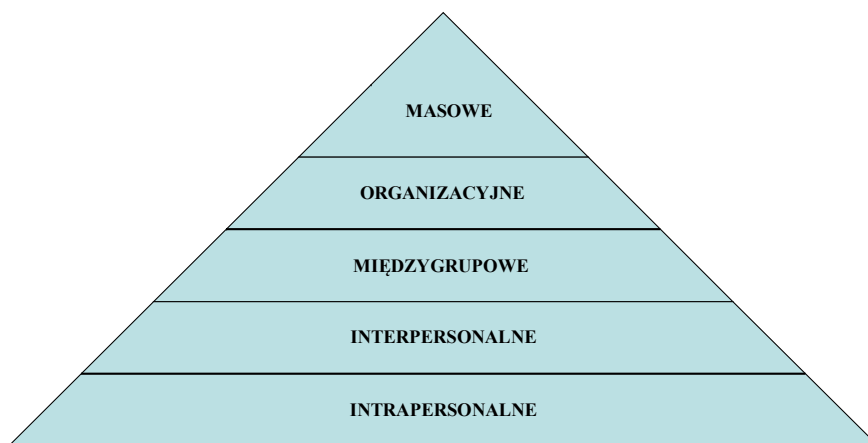 MASOWE
ORGANIZACYJNE
MIĘDZYGRUPOWE
INTERPERSONALNE
INTRAPERSONALNE